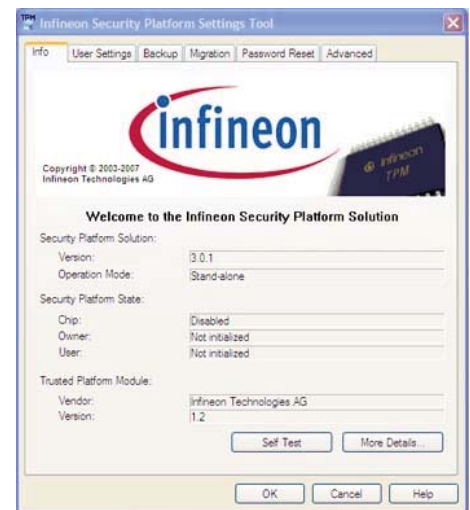 TPM Infineon Security Platform Settings Tool
Info User Settings Backup Migration Password Reset Advanced
infineon
Infineon
TPM
Copyright © 2003-2007
Infineon Technologies AG
Welcome to the Infineon Security Platform Solution
Security Platform Solution:
Version: 3.0.1
Operation Mode: Stand-alone
Security Platform State:
Chip: Disabled
Owner: Not initialized
User: Not initialized
Trusted Platform Module:
Vendor: Infineon Technologies AG
Version: 1.2
Self Test More Details...
OK Cancel Help